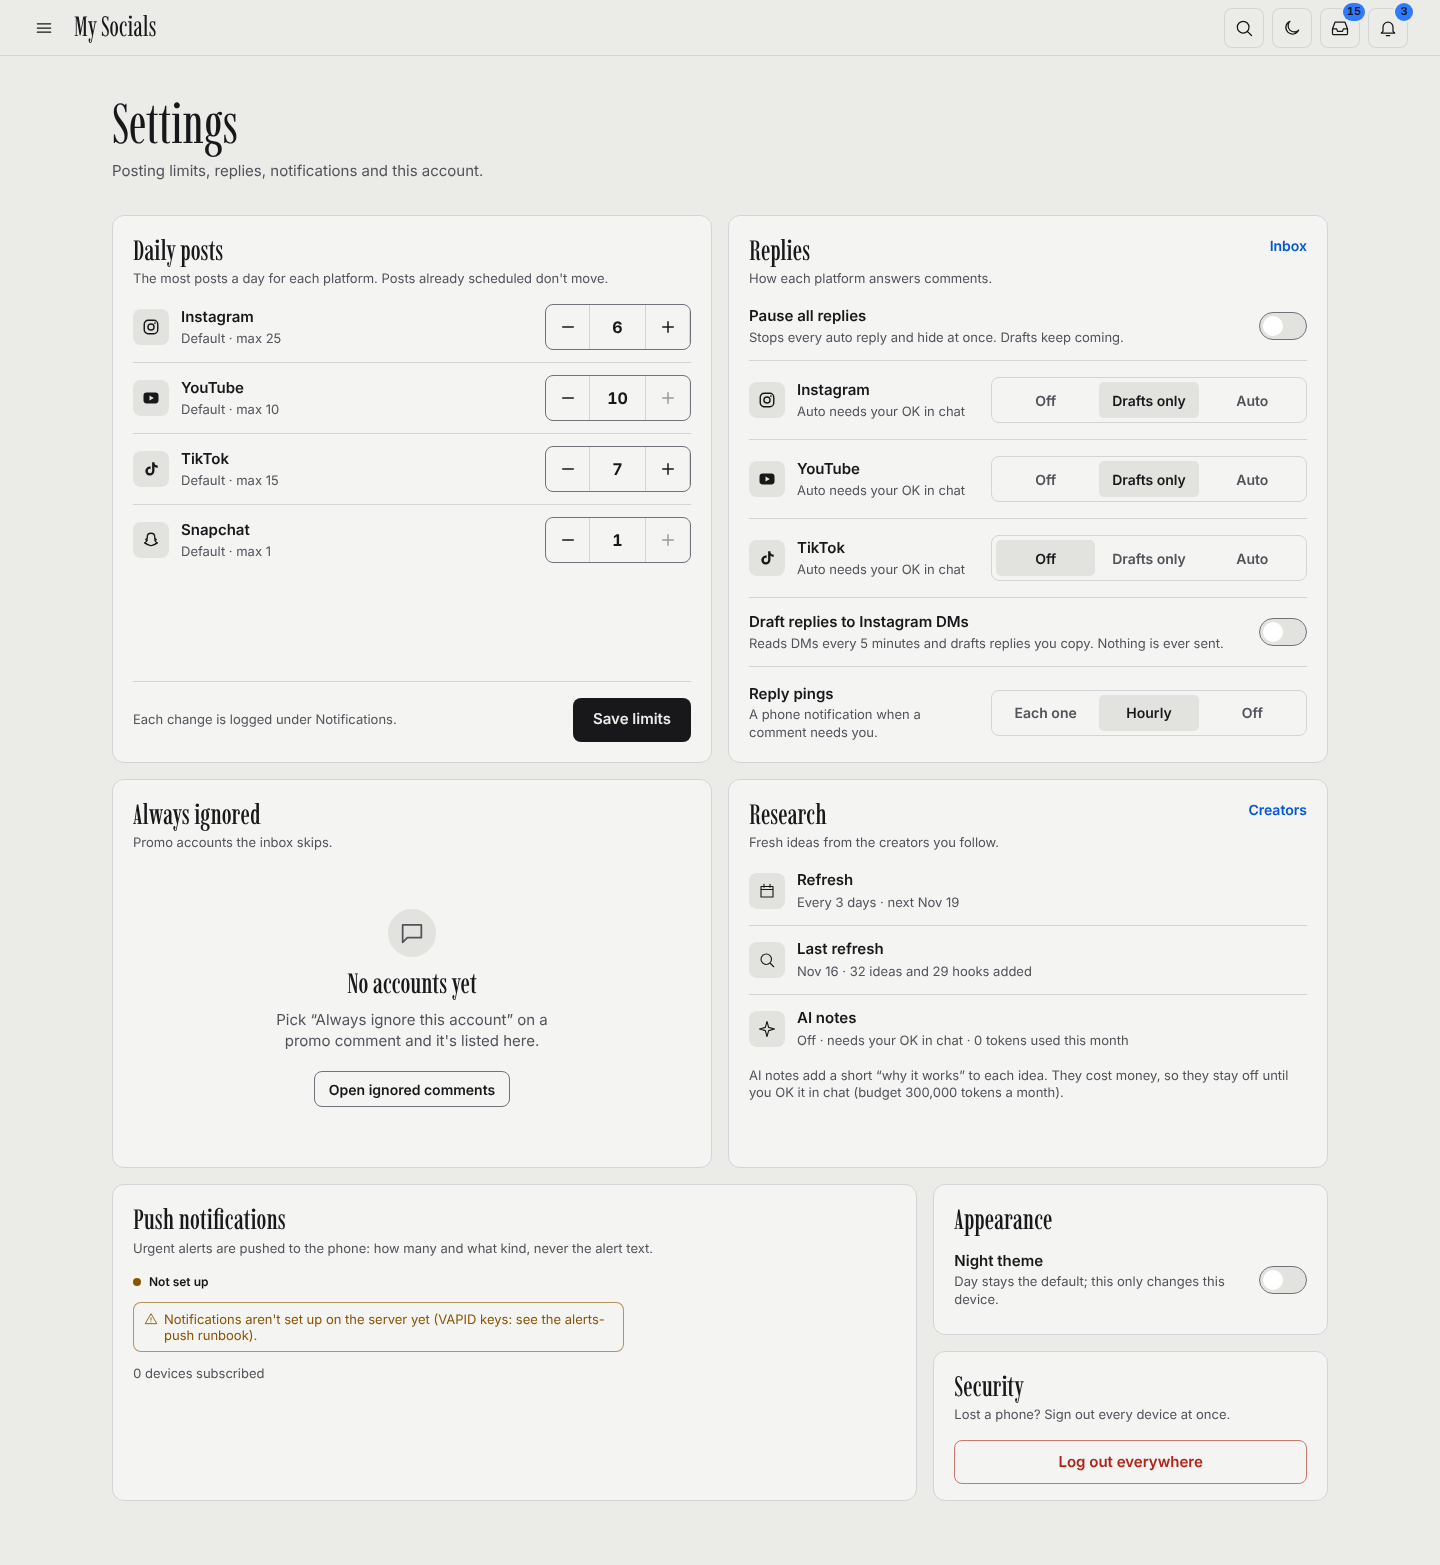 My Socials
15
3
Settings
Posting limits, replies, notifications and this account.
Daily posts
The most posts a day for each platform. Posts already scheduled don't move.
Instagram
Default · max 25
6
YouTube
Default · max 10
10
TikTok
Default · max 15
7
Snapchat
Default · max 1
1
Each change is logged under Notifications.
Save limits
Replies
Inbox
How each platform answers comments.
Pause all replies
Stops every auto reply and hide at once. Drafts keep coming.
Instagram
Auto needs your OK in chat
Off
Drafts only
Auto
YouTube
Auto needs your OK in chat
Off
Drafts only
Auto
TikTok
Auto needs your OK in chat
Off
Drafts only
Auto
Draft replies to Instagram DMs
Reads DMs every 5 minutes and drafts replies you copy. Nothing is ever sent.
Reply pings
A phone notification when a
comment needs you.
Each one
Hourly
Off
Always ignored
Promo accounts the inbox skips.
No accounts yet
Pick “Always ignore this account” on a
promo comment and it's listed here.
Open ignored comments
Research
Creators
Fresh ideas from the creators you follow.
Refresh
Every 3 days · next Nov 19
Last refresh
Nov 16 · 32 ideas and 29 hooks added
AI notes
Off · needs your OK in chat · 0 tokens used this month
AI notes add a short “why it works” to each idea. They cost money, so they stay off until
you OK it in chat (budget 300,000 tokens a month).
Push notifications
Urgent alerts are pushed to the phone: how many and what kind, never the alert text.
Not set up
Notifications aren't set up on the server yet (VAPID keys: see the alerts-
push runbook).
0 devices subscribed
Appearance
Night theme
Day stays the default; this only changes this
device.
Security
Lost a phone? Sign out every device at once.
Log out everywhere